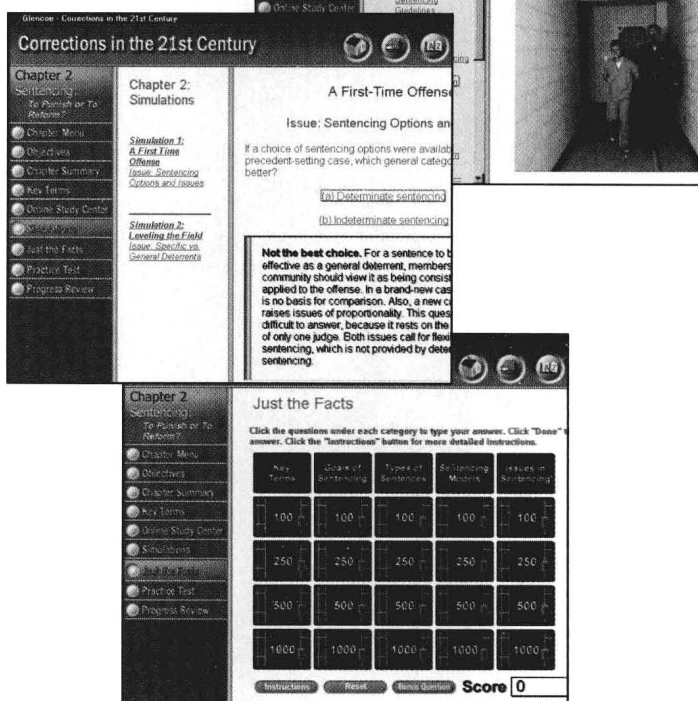 Online Study Center
Sentencing
Guidelines
Glencoe - Corrections in the 21st Century
Corrections in the 21st Century
Chapter 2
Sentencing:
To Punish or To
Reform?
Chapter Menu
Objectives
Chapter Summary
Key Terms
Online Study Center
Simulations
Just the Facts
Practice Test
Progress Review
Chapter 2:
Simulations
Simulation 1:
A First Time
Offense
Issue: Sentencing
Options and Issues
Simulation 2:
Leveling the Field
Issue: Specific vs.
General Deterrents
A First-Time Offense
Issue: Sentencing Options an
If a choice of sentencing options were availab
precedent-setting case, which general catego
better?
(a) Determinate sentencing
(b) Indeterminate sentencing
Not the best choice. For a sentence to b
effective as a general deterrent, members
community should view it as being consist
applied to the offense. In a brand-new cas
is no basis for comparison. Also, a new ca
raises issues of proportionality. This ques
difficult to answer, because it rests on the
of only one judge. Both issues call for flexi
sentencing, which is not provided by deter
sentencing.
Chapter 2
Sentencing:
To Punish or To
Reform?
Chapter Menu
Objectives
Chapter Summary
Key Terms
Online Study Center
Simulations
Just the Facts
Practice Test
Progress Review
Just the Facts
Click the questions under each category to type your answer. Click "Done" t
answer. Click the "Instructions" button for more detailed instructions.
Key Terms Goals of Sentencing Types of Sentences Sentencing Models Issues in Sentencing
100 100 100 100 100
250 250 250 250 250
500 500 500 500 500
1000 1000 1000 1000 1000
Instructions Reset Bonus Question Score 0